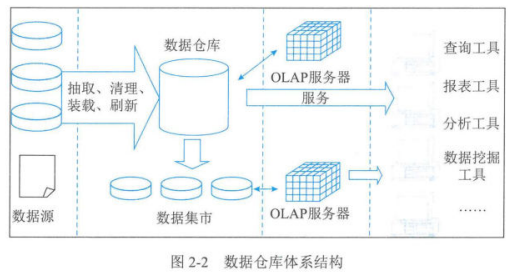 数据仓库
抽取、清理、
装载、刷新
OLAP服务器
服务
查询工具
报表工具
分析工具
数据挖掘
工具
……
数据源
数据集市
OLAP服务器
图 2-2 数据仓库体系结构